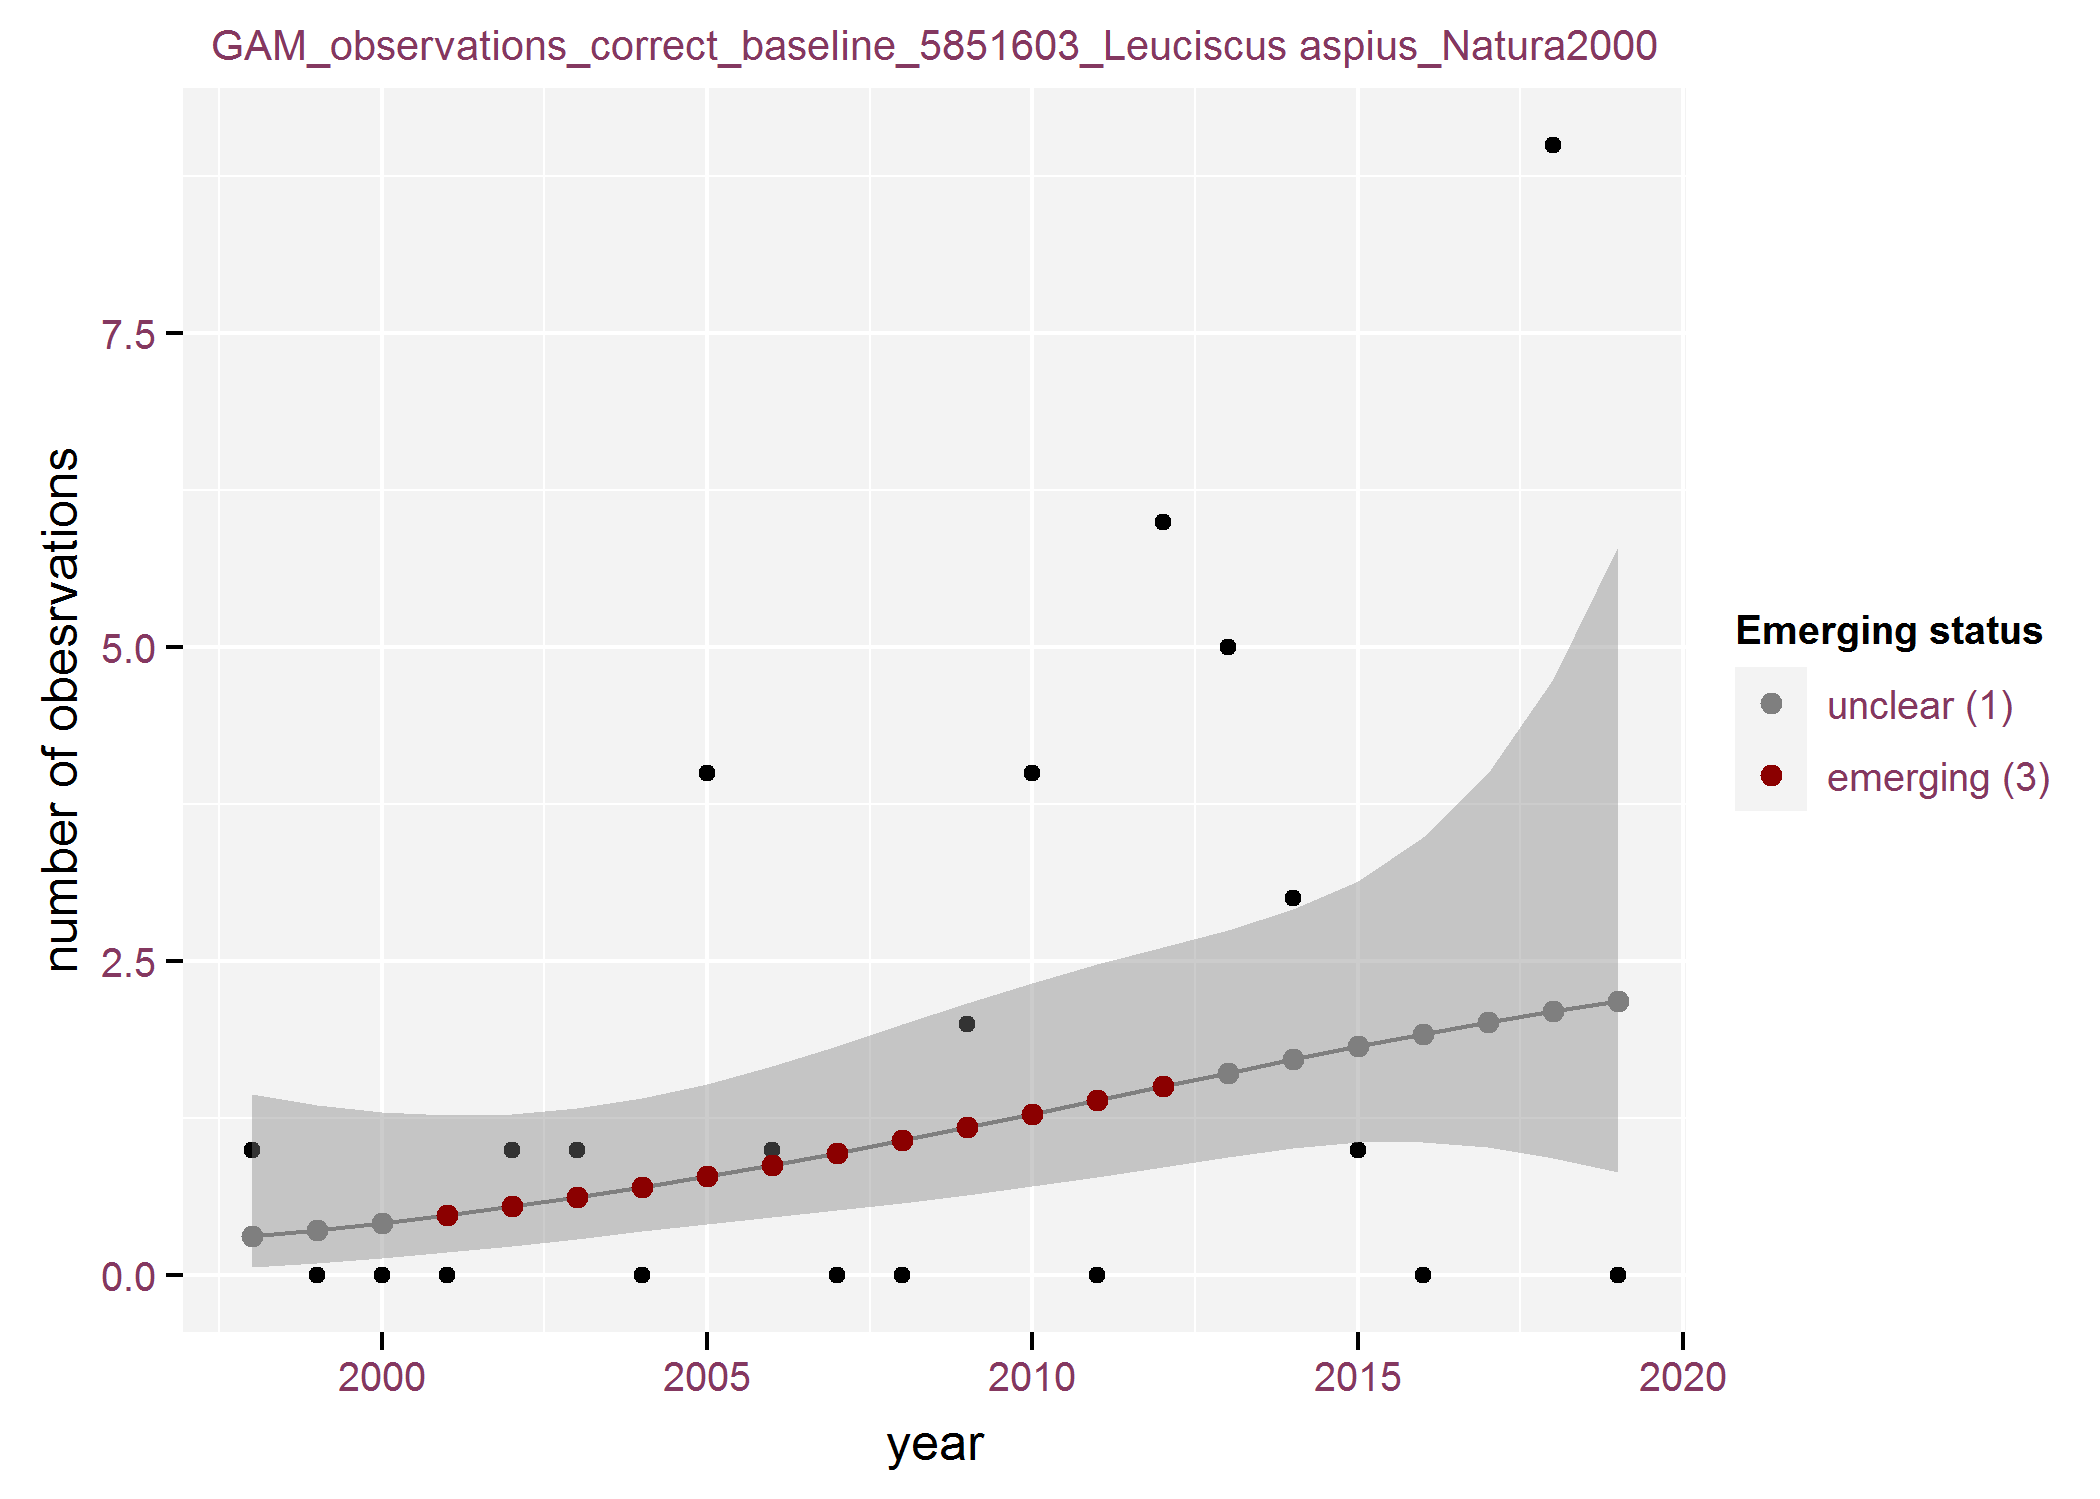 GAM_observations_correct_baseline_5851603_Leuciscus aspius_Natura2000
number of obesrvations
7.5
5.0
2.5
0.0
2000 2005 2010 2015 2020
year
Emerging status
unclear (1)
emerging (3)